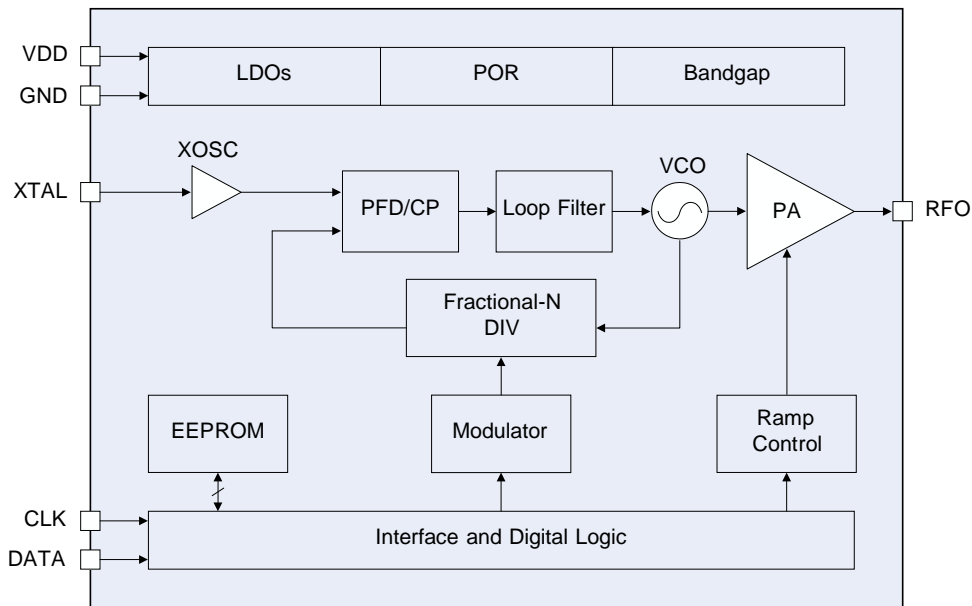 VDD
LDOs
POR
Bandgap
GND
XOSC
XTAL
PFD/CP
Loop Filter
VCO
PA
RFO
Fractional-N
DIV
EEPROM
Modulator
Ramp
Control
CLK
Interface and Digital Logic
DATA